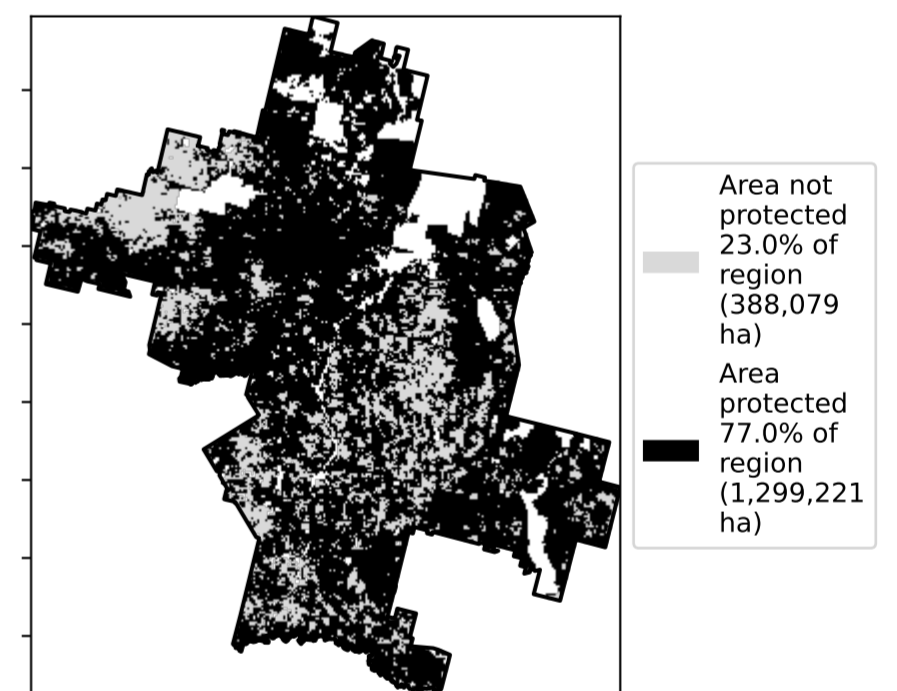 Area not
protected
23.0% of
region
(388,079
ha)
Area
protected
77.0% of
region
(1,299,221
ha)